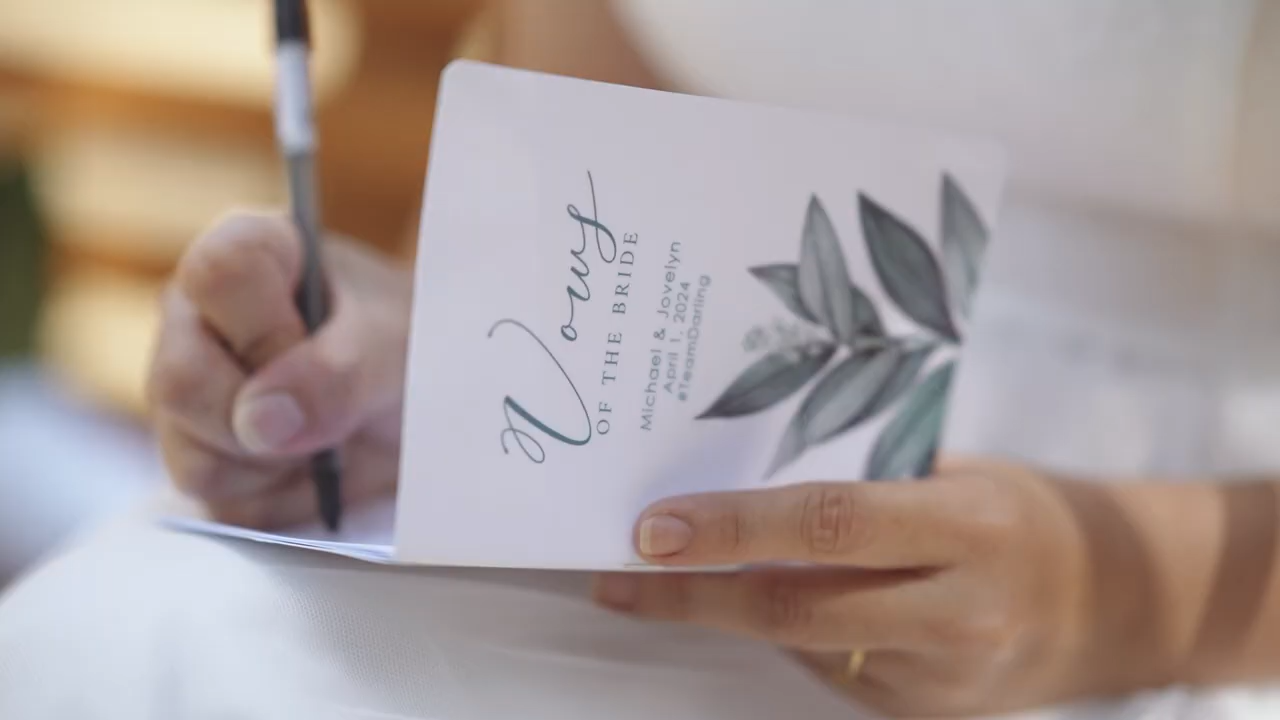 Vows
OF THE BRIDE
Michael & Jovelyn
April 1, 2024
#TeamDarling